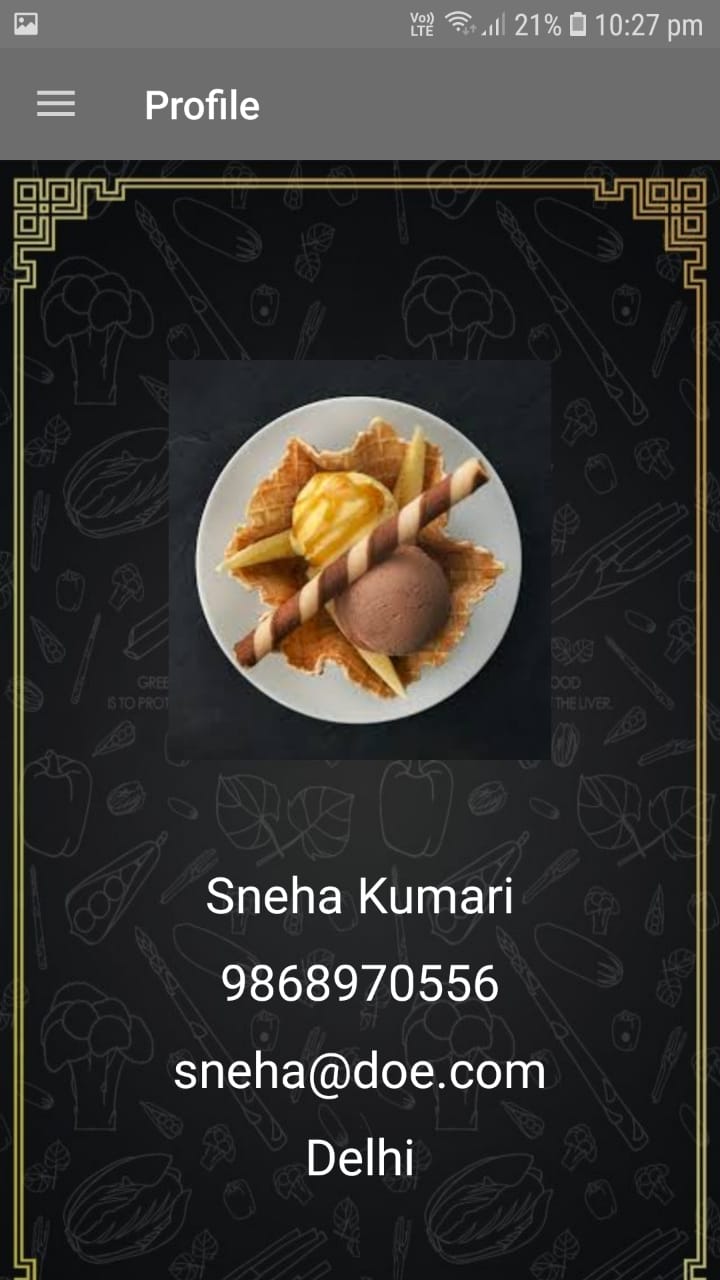 Vo)) LTE 21% 10:27 pm
Profile
GREE OOD
IS TO PROT THE LIVER.
Sneha Kumari
9868970556
sneha@doe.com
Delhi